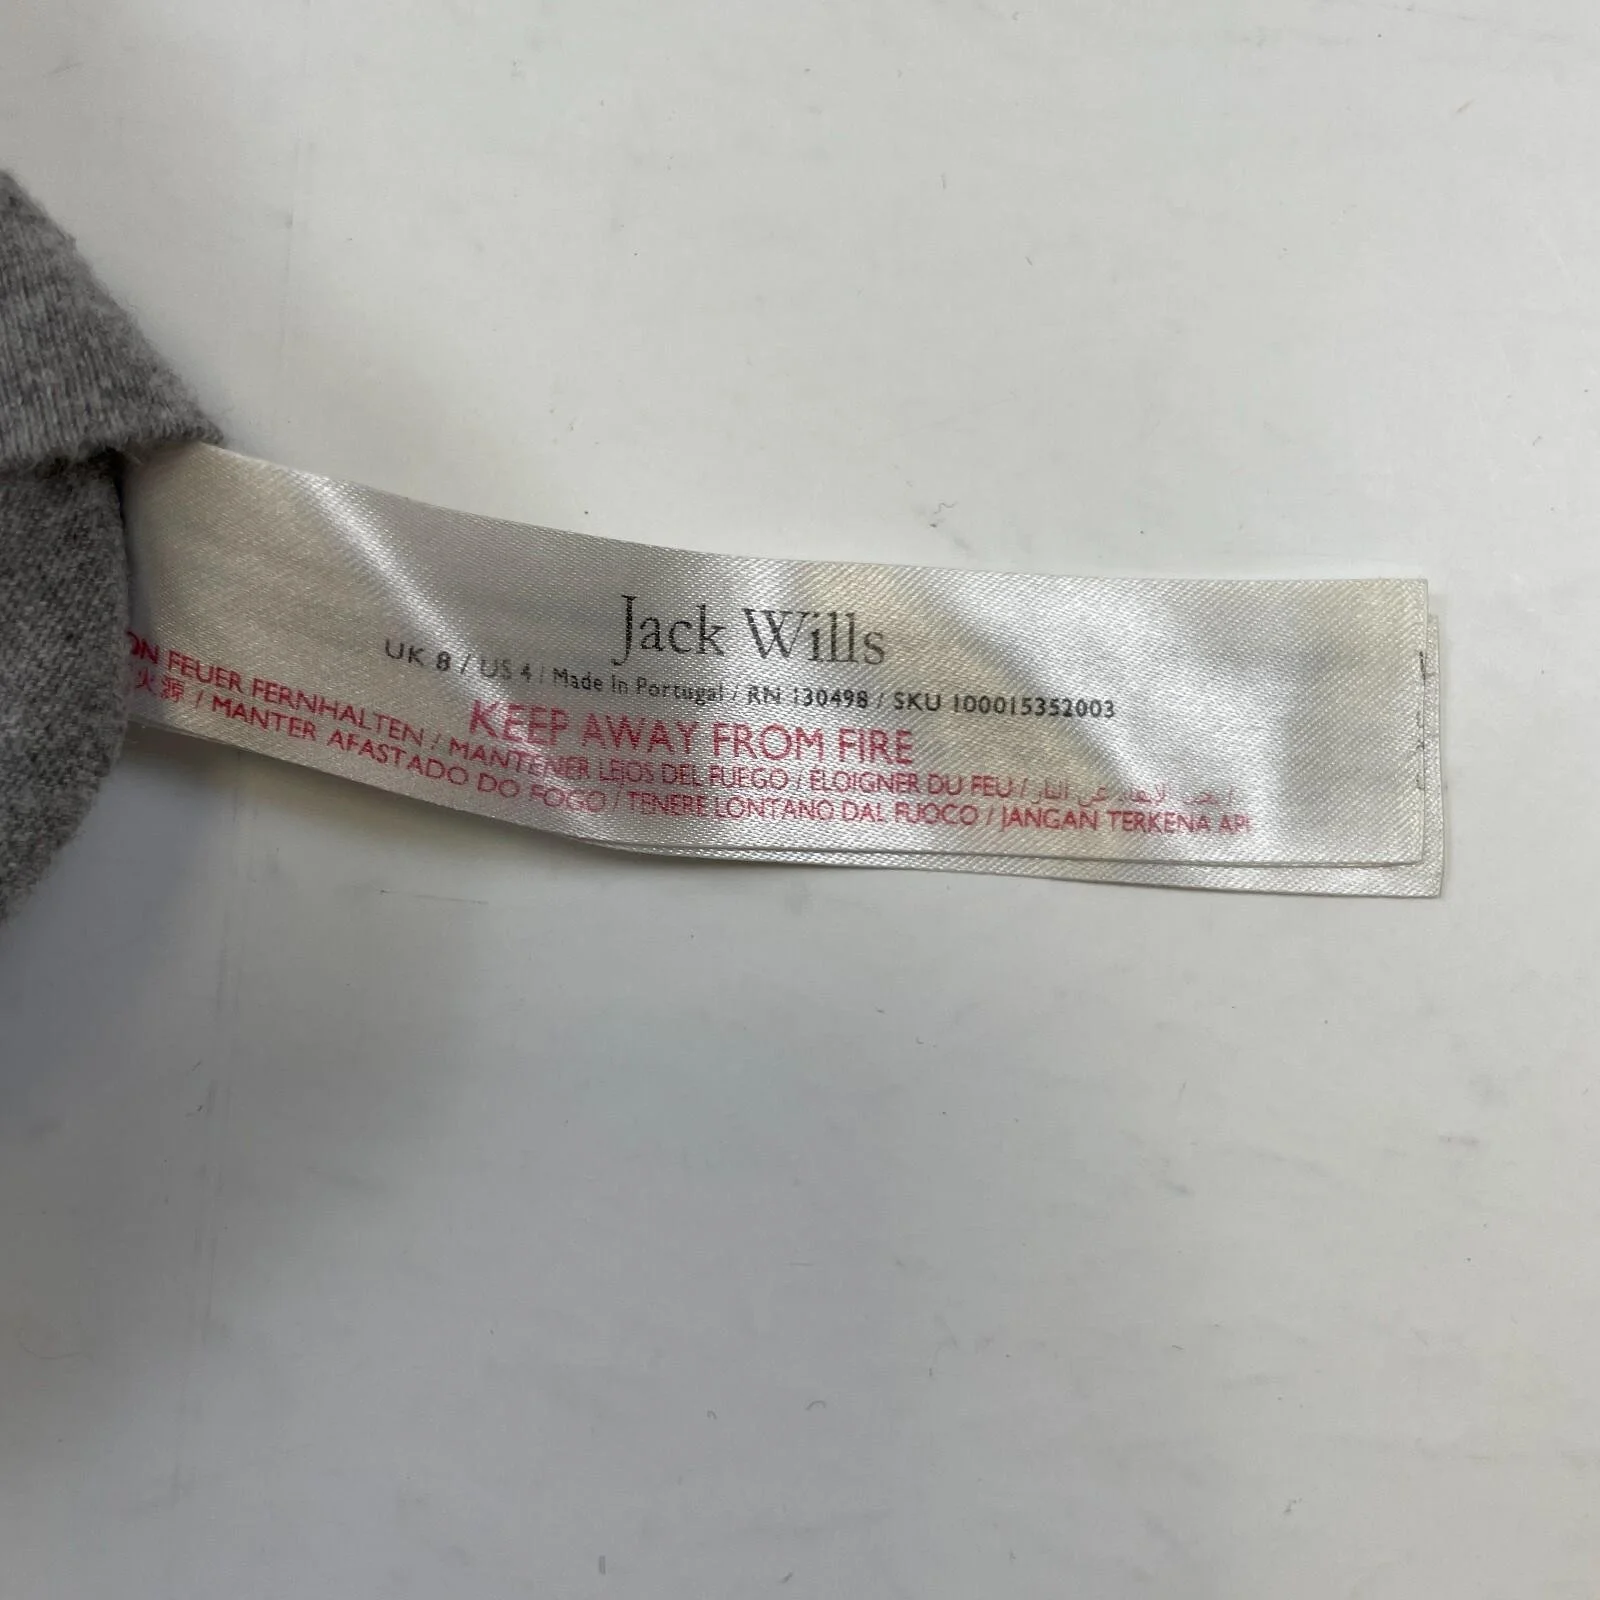 Jack Wills
UK 8 / US 4 / Made In Portugal / RN 130498 / SKU 100015352003
KEEP AWAY FROM FIRE
ON FEUER FERNHALTEN / MANTENER LEJOS DEL FUEGO / ELOIGNER DU FEU /
火源 / MANTER AFASTADO DO FOGO / TENERE LONTANO DAL FUOCO / JANGAN TERKENA API